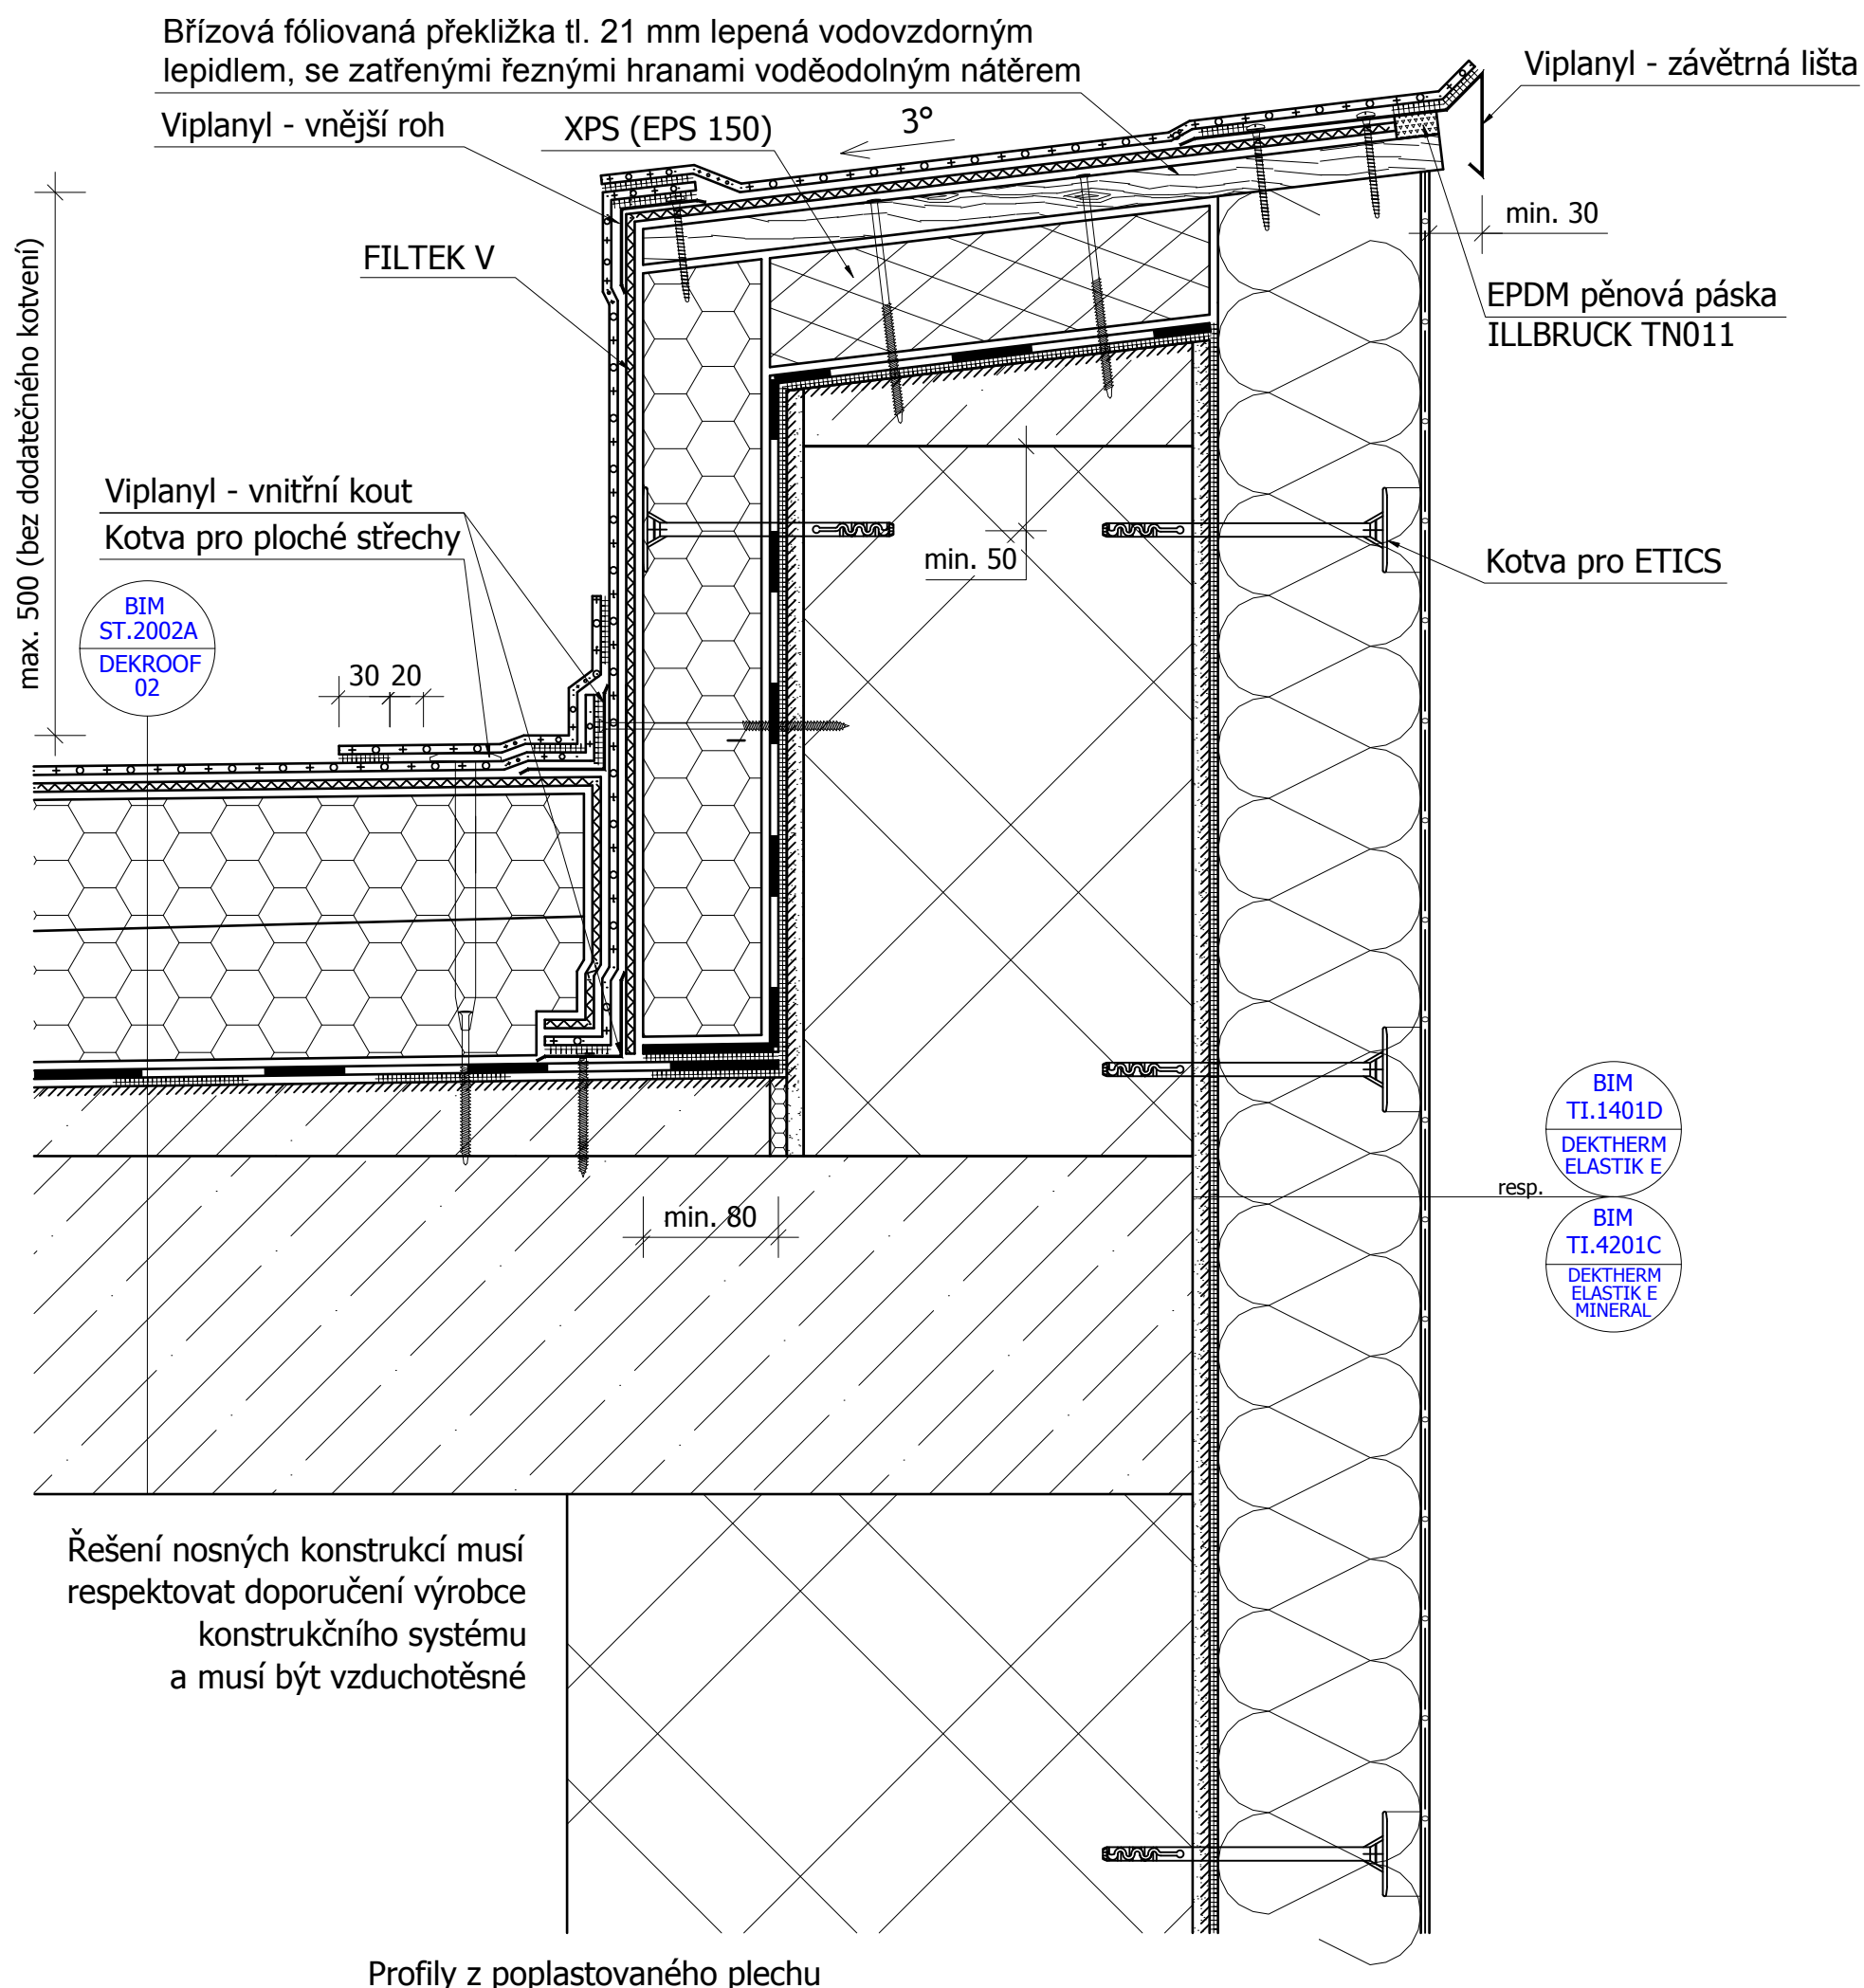 Břízová fóliovaná překližka tl. 21 mm lepená vodovzdorným
lepidlem, se zatřenými řeznými hranami voděodolným nátěrem
Viplanyl - závětrná lišta
Viplanyl - vnější roh
XPS (EPS 150)
3°
min. 30
FILTEK V
EPDM pěnová páska
ILLBRUCK TN011
max. 500 (bez dodatečného kotvení)
Viplanyl - vnitřní kout
Kotva pro ploché střechy
min. 50
Kotva pro ETICS
BIM
ST.2002A
DEKROOF
02
30 20
BIM
TI.1401D
DEKTHERM
ELASTIK E
resp.
min. 80
BIM
TI.4201C
DEKTHERM
ELASTIK E
MINERAL
Řešení nosných konstrukcí musí
respektovat doporučení výrobce
konstrukčního systému
a musí být vzduchotěsné
Profily z poplastovaného plechu